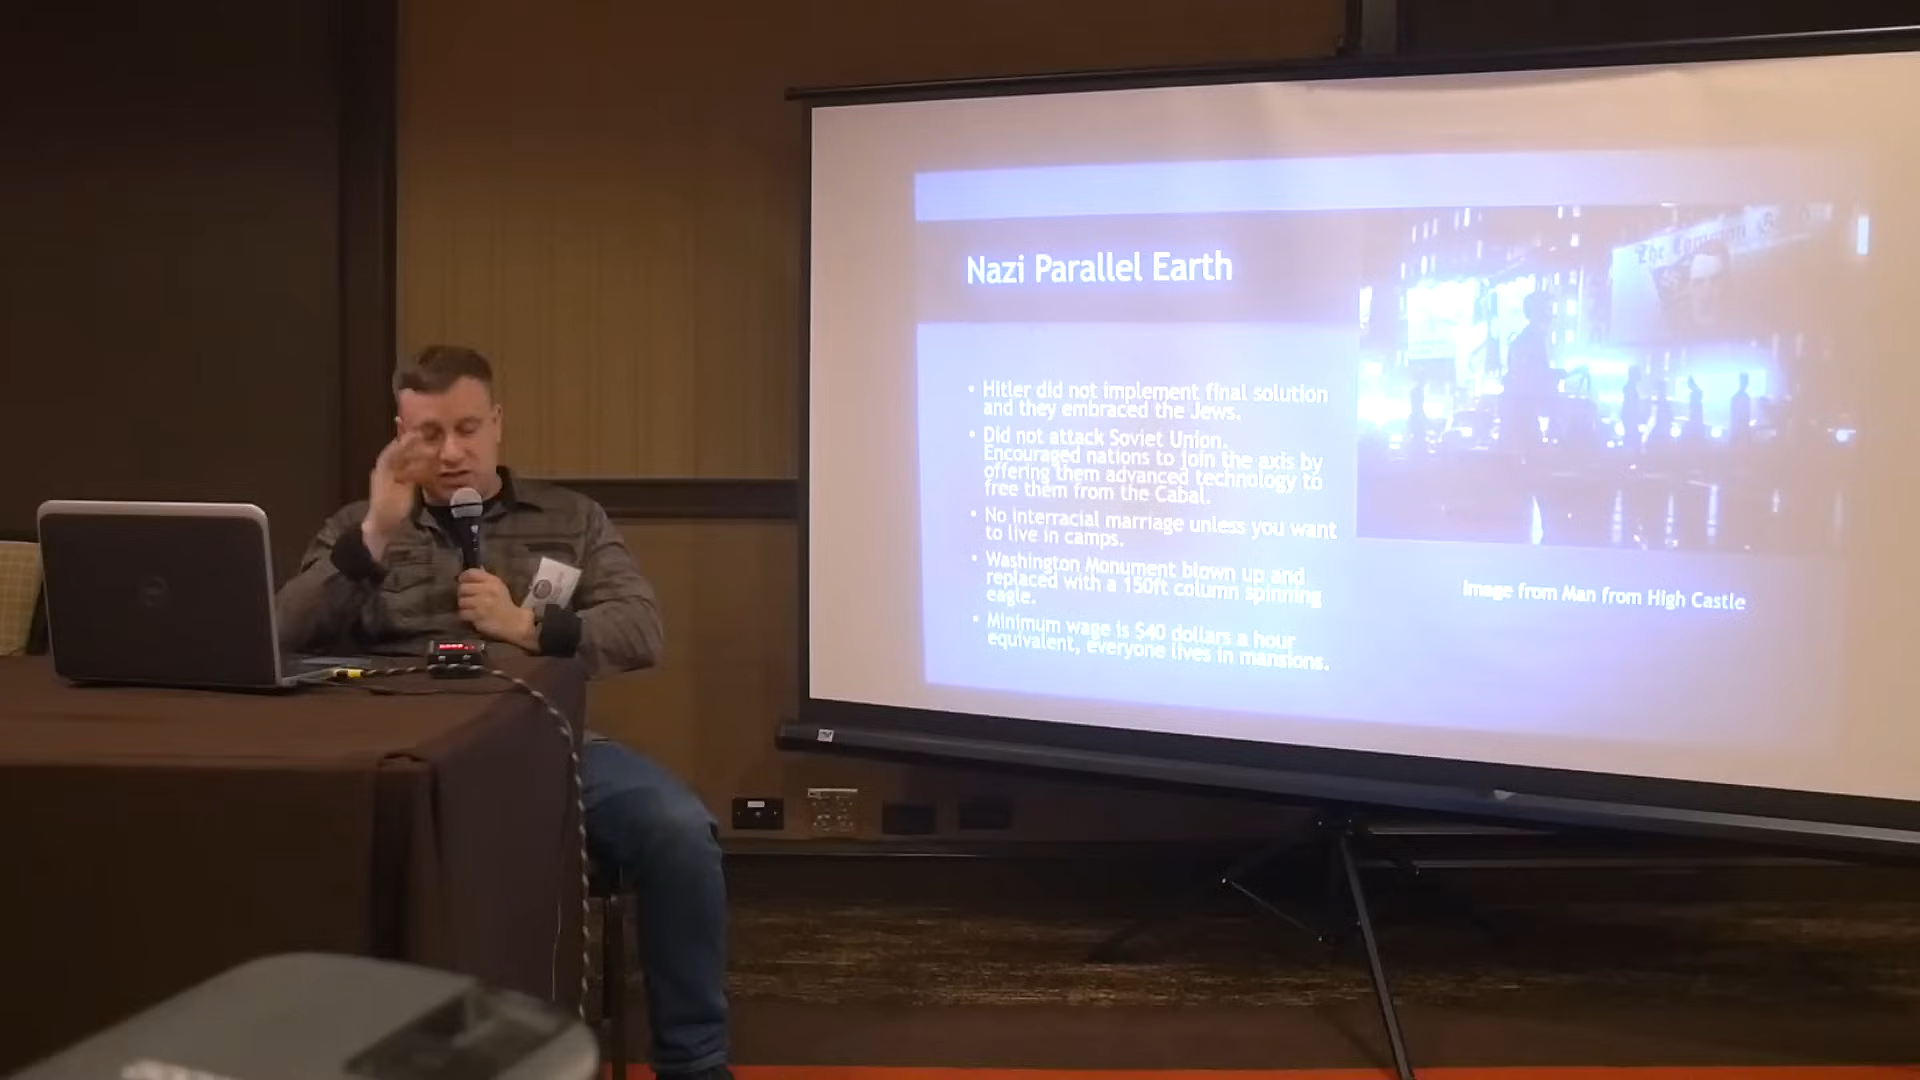 Nazi Parallel Earth
The Common
• Hitler did not implement final solution
and they embraced the Jews.
• Did not attack Soviet Union.
Encouraged nations to join the axis by
offering them advanced technology to
free them from the Cabal.
• No interracial marriage unless you want
to live in camps.
• Washington Monument blown up and
replaced with a 150ft column spinning
eagle.
• Minimum wage is $40 dollars a hour
equivalent, everyone lives in mansions.
Image from Man from High Castle